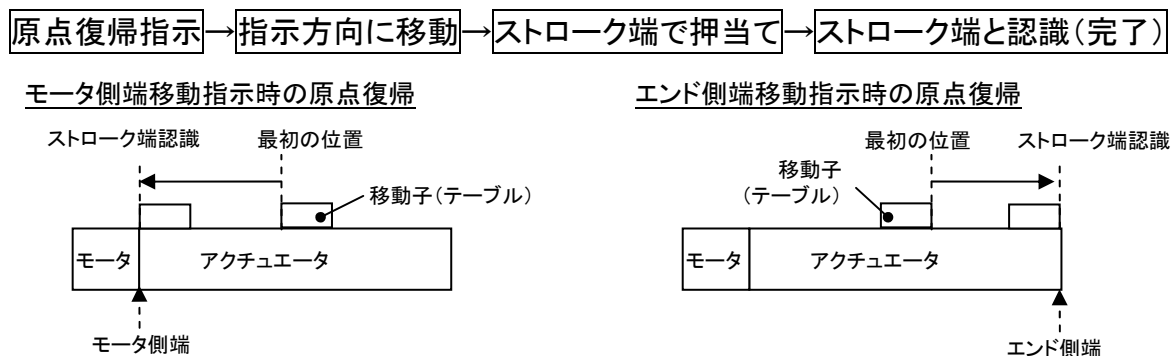 原点復帰指示→指示方向に移動→ストローク端で押当て→ストローク端と認識(完了)
モータ側端移動指示時の原点復帰
ストローク端認識
最初の位置
移動子(テーブル)
モータ
アクチュエータ
モータ側端
エンド側端移動指示時の原点復帰
最初の位置
ストローク端認識
移動子
(テーブル)
モータ
アクチュエータ
エンド側端